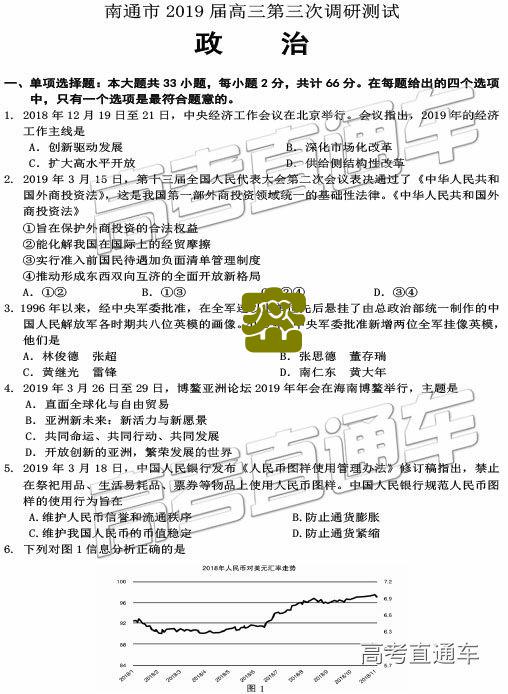 南通市 2019 届高三第三次调研测试
政 治
一、单项选择题：本大题共 33 小题，每小题 2 分，共计 66 分。在每题给出的四个选项
中，只有一个选项是最符合题意的。
1. 2018 年 12 月 19 日至 21 日，中央经济工作会议在北京举行。会议指出，2019 年的经济
工作主线是
A．创新驱动发展 B．深化市场化改革
C．扩大高水平开放 D．供给侧结构性改革
2. 2019 年 3 月 15 日，第十三届全国人民代表大会第二次会议表决通过了《中华人民共和
国外商投资法》，这是我国第一部外商投资领域统一的基础性法律。《中华人民共和国外
商投资法》
①旨在保护外商投资的合法权益
②能化解我国在国际上的经贸摩擦
③实行准入前国民待遇加负面清单管理制度
④推动形成东西双向互济的全面开放新格局
A．①② B．①③ ②④ D．③④
3. 1996 年以来，经中央军委批准，在全军连 先后悬挂了由总政治部统一制作的中
国人民解放军各时期共八位英模的画像。 中央军委批准新增两位全军挂像英模，
他们是
A．林俊德 张超 B．张思德 董存瑞
C．黄继光 雷锋 D．南仁东 黄大年
4. 2019 年 3 月 26 日至 29 日，博鳌亚洲论坛 2019 年年会在海南博鳌举行，主题是
A．直面全球化与自由贸易
B．亚洲新未来：新活力与新愿景
C．共同命运、共同行动、共同发展
D．开放创新的亚洲，繁荣发展的世界
5. 2019 年 3 月 18 日，中国人民银行发布《人民币图样使用管理办法》修订稿指出，禁止
在祭祀用品、生活易耗品、票券等物品上使用人民币图样。中国人民银行规范人民币图
样的使用行为旨在
A.维护人民币信誉和流通秩序 B.防止通货膨胀
C.维护我国人民币的币值稳定 D.防止通货紧缩
6. 下列对图 1 信息分析正确的是
2018年人民币对美元汇率走势
100 7.2
96 6.9
92 6.6
88 6.3
84 5.7
2018/1 2018/2 2018/3 2018/4 2018/5 2018/6 2018/7 2018/8 2018/9 2018/10 2018/11
图 1
高考直通车
高考直通车
高考直通车